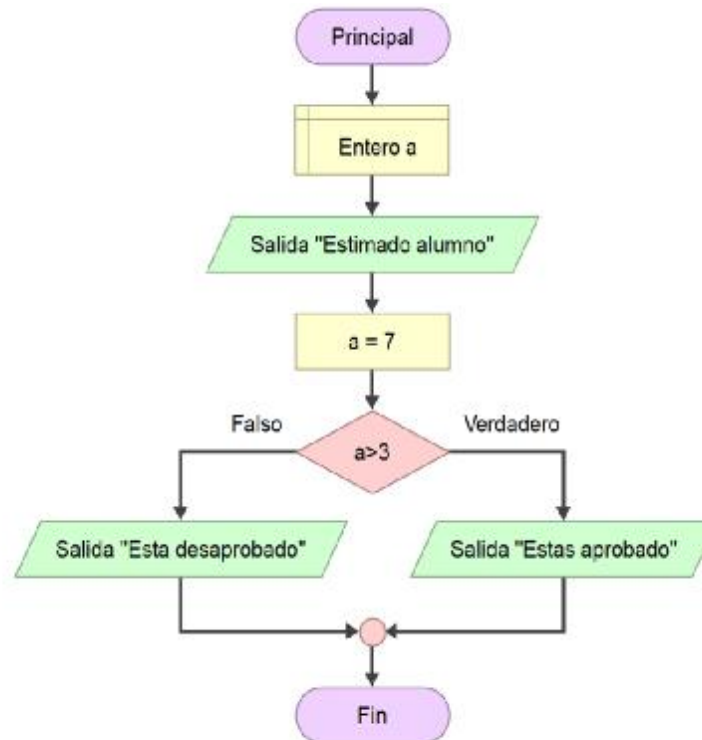 Principal
Entero a
Salida "Estimado alumno"
a = 7
Falso
Verdadero
a>3
Salida "Esta desaprobado"
Salida "Estas aprobado"
Fin